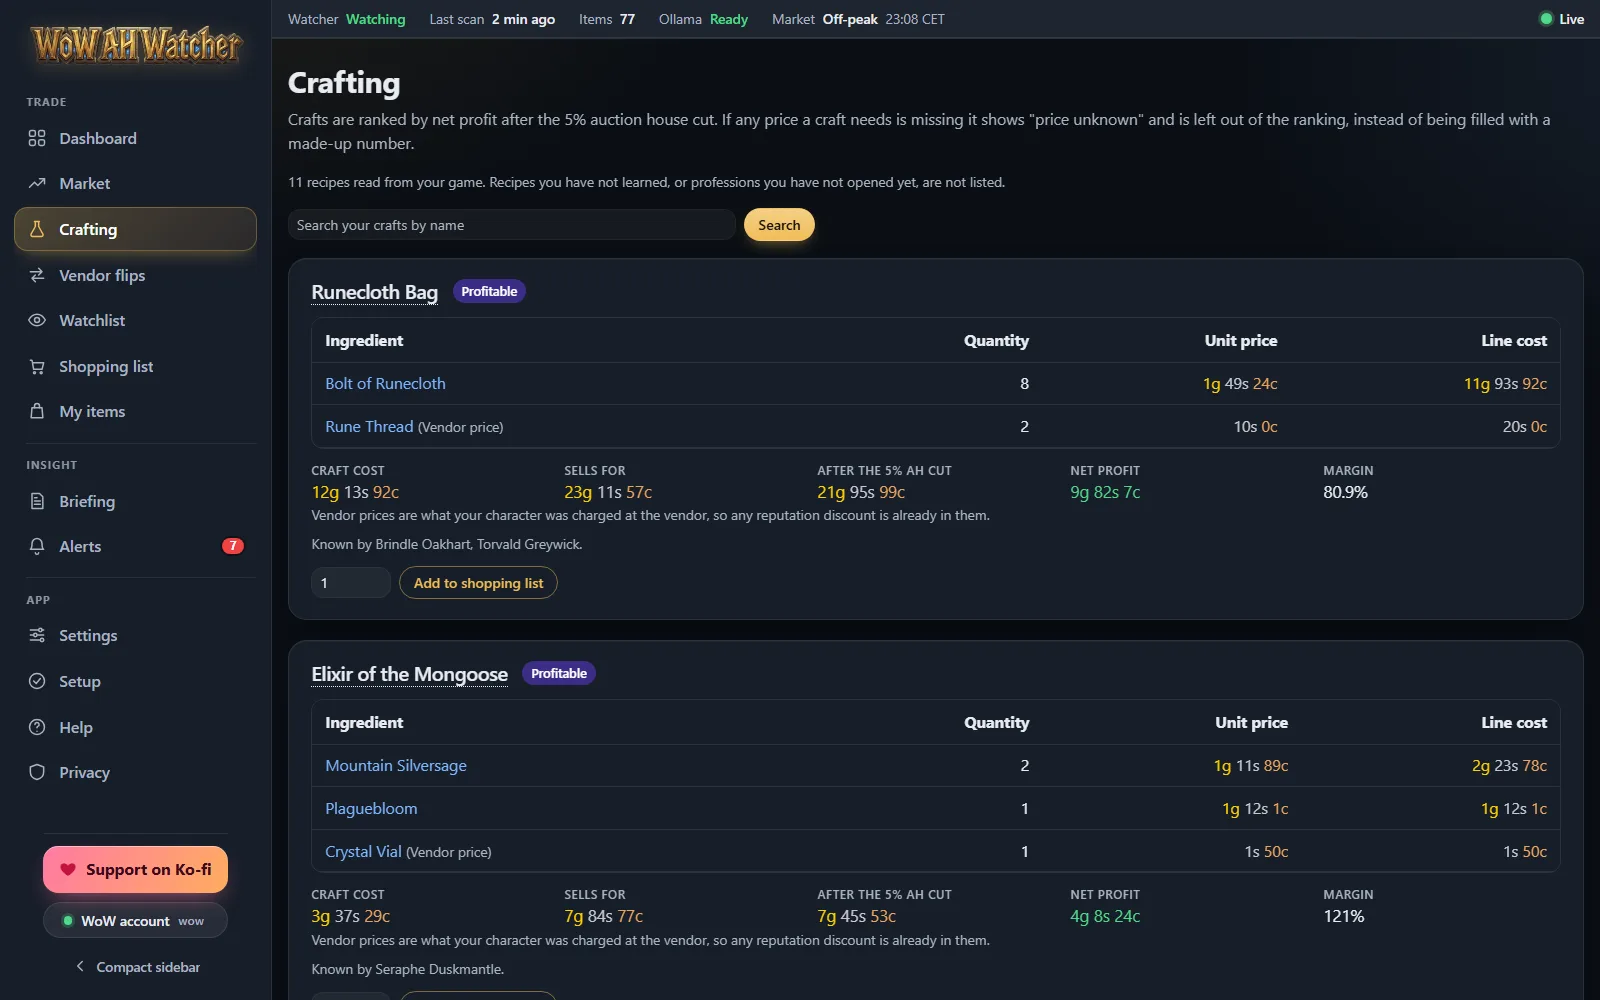 WoW AH Watcher
Watcher Watching Last scan 2 min ago Items 77 Ollama Ready Market Off-peak 23:08 CET Live
TRADE
Dashboard
Market
Crafting
Vendor flips
Watchlist
Shopping list
My items
INSIGHT
Briefing
Alerts 7
APP
Settings
Setup
Help
Privacy
Support on Ko-fi
WoW account wow
Compact sidebar
Crafting
Crafts are ranked by net profit after the 5% auction house cut. If any price a craft needs is missing it shows "price unknown" and is left out of the ranking, instead of being filled with a
made-up number.
11 recipes read from your game. Recipes you have not learned, or professions you have not opened yet, are not listed.
Search your crafts by name Search
Runecloth Bag Profitable
Ingredient Quantity Unit price Line cost
Bolt of Runecloth 8 1g 49s 24c 11g 93s 92c
Rune Thread (Vendor price) 2 10s 0c 20s 0c
CRAFT COST SELLS FOR AFTER THE 5% AH CUT NET PROFIT MARGIN
12g 13s 92c 23g 11s 57c 21g 95s 99c 9g 82s 7c 80.9%
Vendor prices are what your character was charged at the vendor, so any reputation discount is already in them.
Known by Brindle Oakhart, Torvald Greywick.
1 Add to shopping list
Elixir of the Mongoose Profitable
Ingredient Quantity Unit price Line cost
Mountain Silversage 2 1g 11s 89c 2g 23s 78c
Plaguebloom 1 1g 12s 1c 1g 12s 1c
Crystal Vial (Vendor price) 1 1s 50c 1s 50c
CRAFT COST SELLS FOR AFTER THE 5% AH CUT NET PROFIT MARGIN
3g 37s 29c 7g 84s 77c 7g 45s 53c 4g 8s 24c 121%
Vendor prices are what your character was charged at the vendor, so any reputation discount is already in them.
Known by Seraphe Duskmantle.